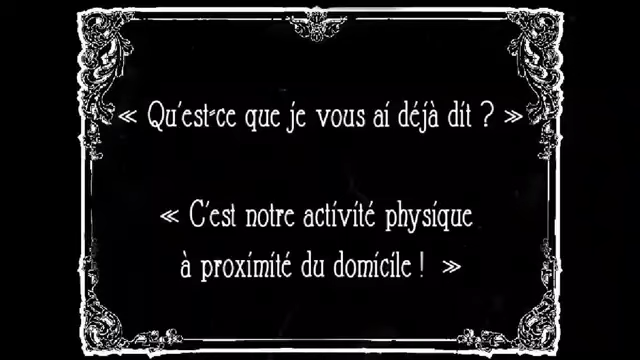 « Qu'est-ce que je vous ai déjà dit ? »
« C'est notre activité physique
à proximité du domicile ! »